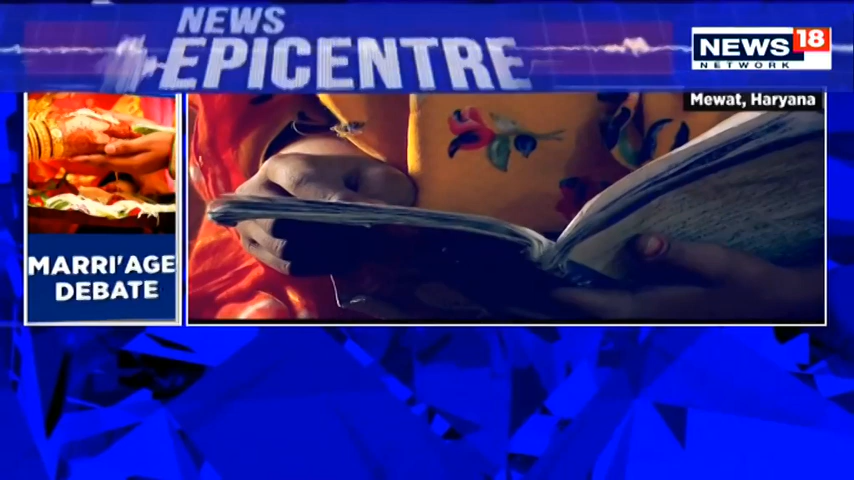 NEWS
EPICENTRE
NEWS18
NETWORK
Mewat, Haryana
MARRI'AGE
DEBATE